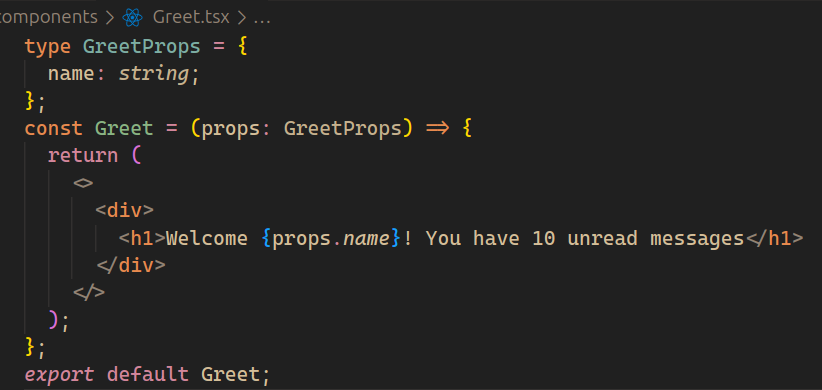 components > Greet.tsx > ...
type GreetProps = {
  name: string;
};
const Greet = (props: GreetProps) => {
  return (
    <>
      <div>
        <h1>Welcome {props.name}! You have 10 unread messages</h1>
      </div>
    </>
  );
};
export default Greet;